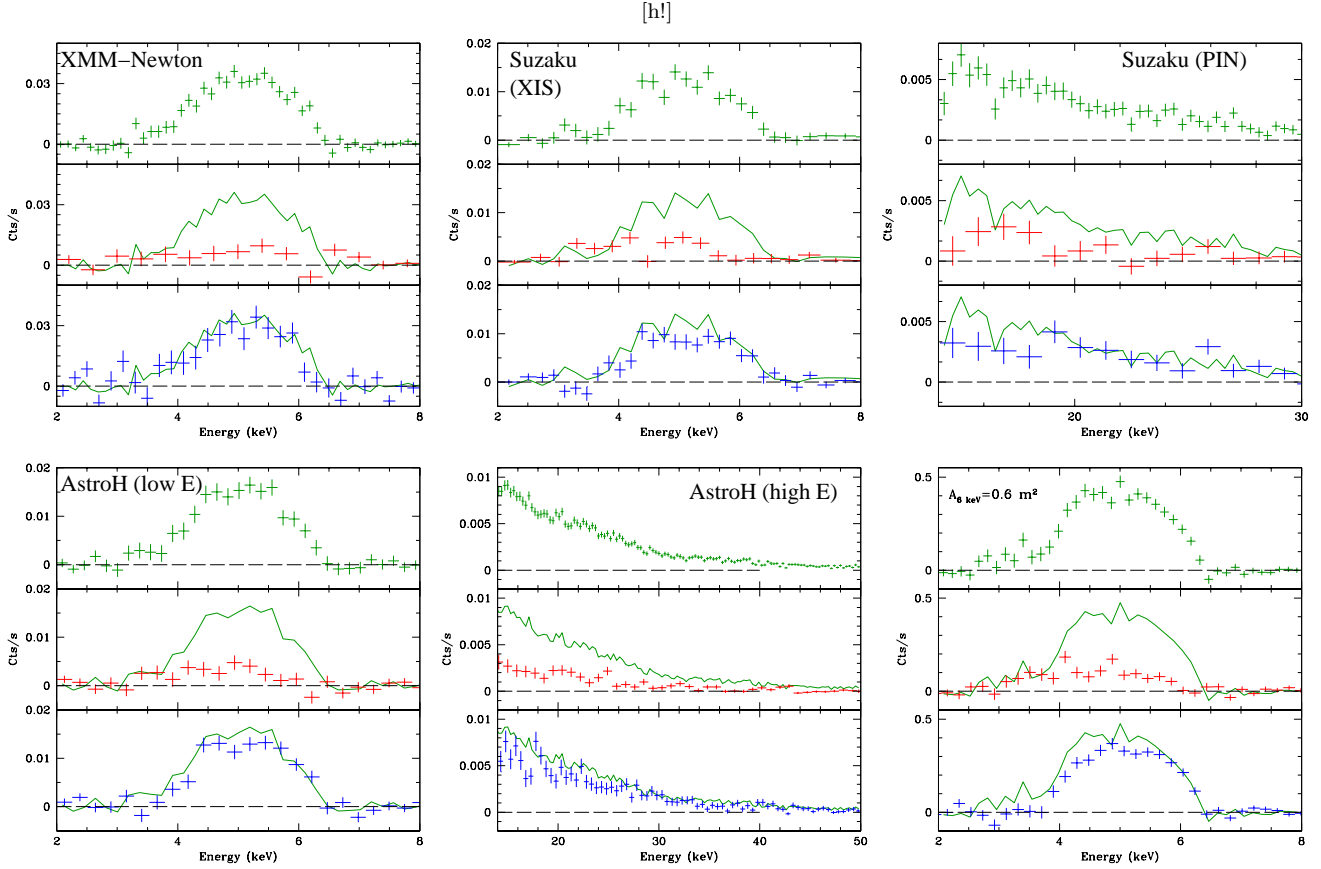 [h!]
XMM−Newton
0.03
0
0.03
0
0.03
0
Cts/s
2 4 6 8
Energy (keV)
Suzaku
(XIS)
0.02
0.01
0
0.02
0.01
0
0.02
0.01
0
Cts/s
2 4 6 8
Energy (keV)
Suzaku (PIN)
0.005
0
0.005
0
0.005
0
Cts/s
20 30
Energy (keV)
AstroH (low E)
0.02
0.01
0
0.02
0.01
0
0.02
0.01
0
Cts/s
2 4 6 8
Energy (keV)
AstroH (high E)
0.01
0.005
0
0.01
0.005
0
0.01
0.005
0
Cts/s
20 30 40 50
Energy (keV)
A6 keV=0.6 m²
0.5
0
0.5
0
0.5
0
Cts/s
2 4 6 8
Energy (keV)